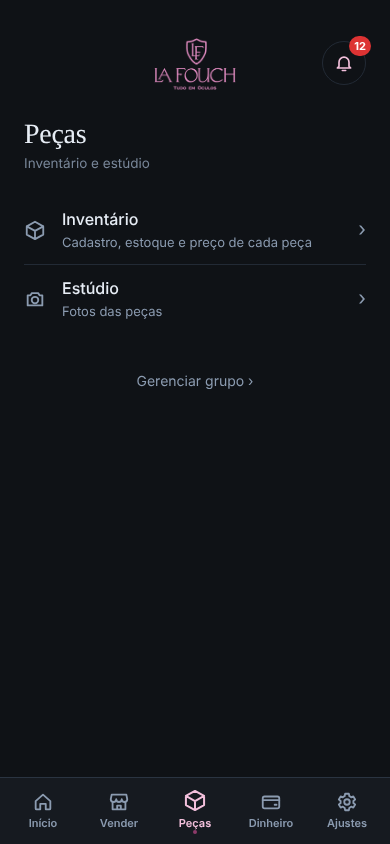 LF
LA FOUCH
Tudo em Óculos
12
Peças
Inventário e estúdio
Inventário
Cadastro, estoque e preço de cada peça
›
Estúdio
Fotos das peças
›
Gerenciar grupo ›
Início
Vender
Peças
Dinheiro
Ajustes